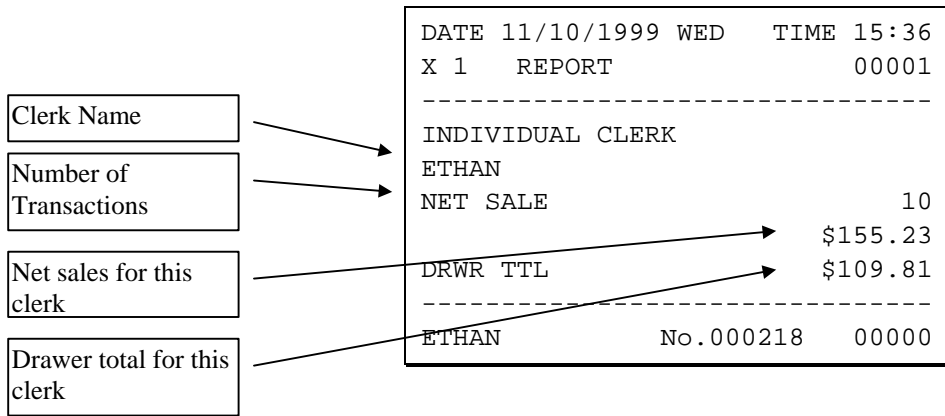 Clerk Name
Number of
Transactions
Net sales for this
clerk
Drawer total for this
clerk
DATE 11/10/1999 WED TIME 15:36
X 1 REPORT 00001
--------------------------------
INDIVIDUAL CLERK
ETHAN
NET SALE 10
$155.23
DRWR TTL $109.81
--------------------------------
ETHAN No.000218 00000